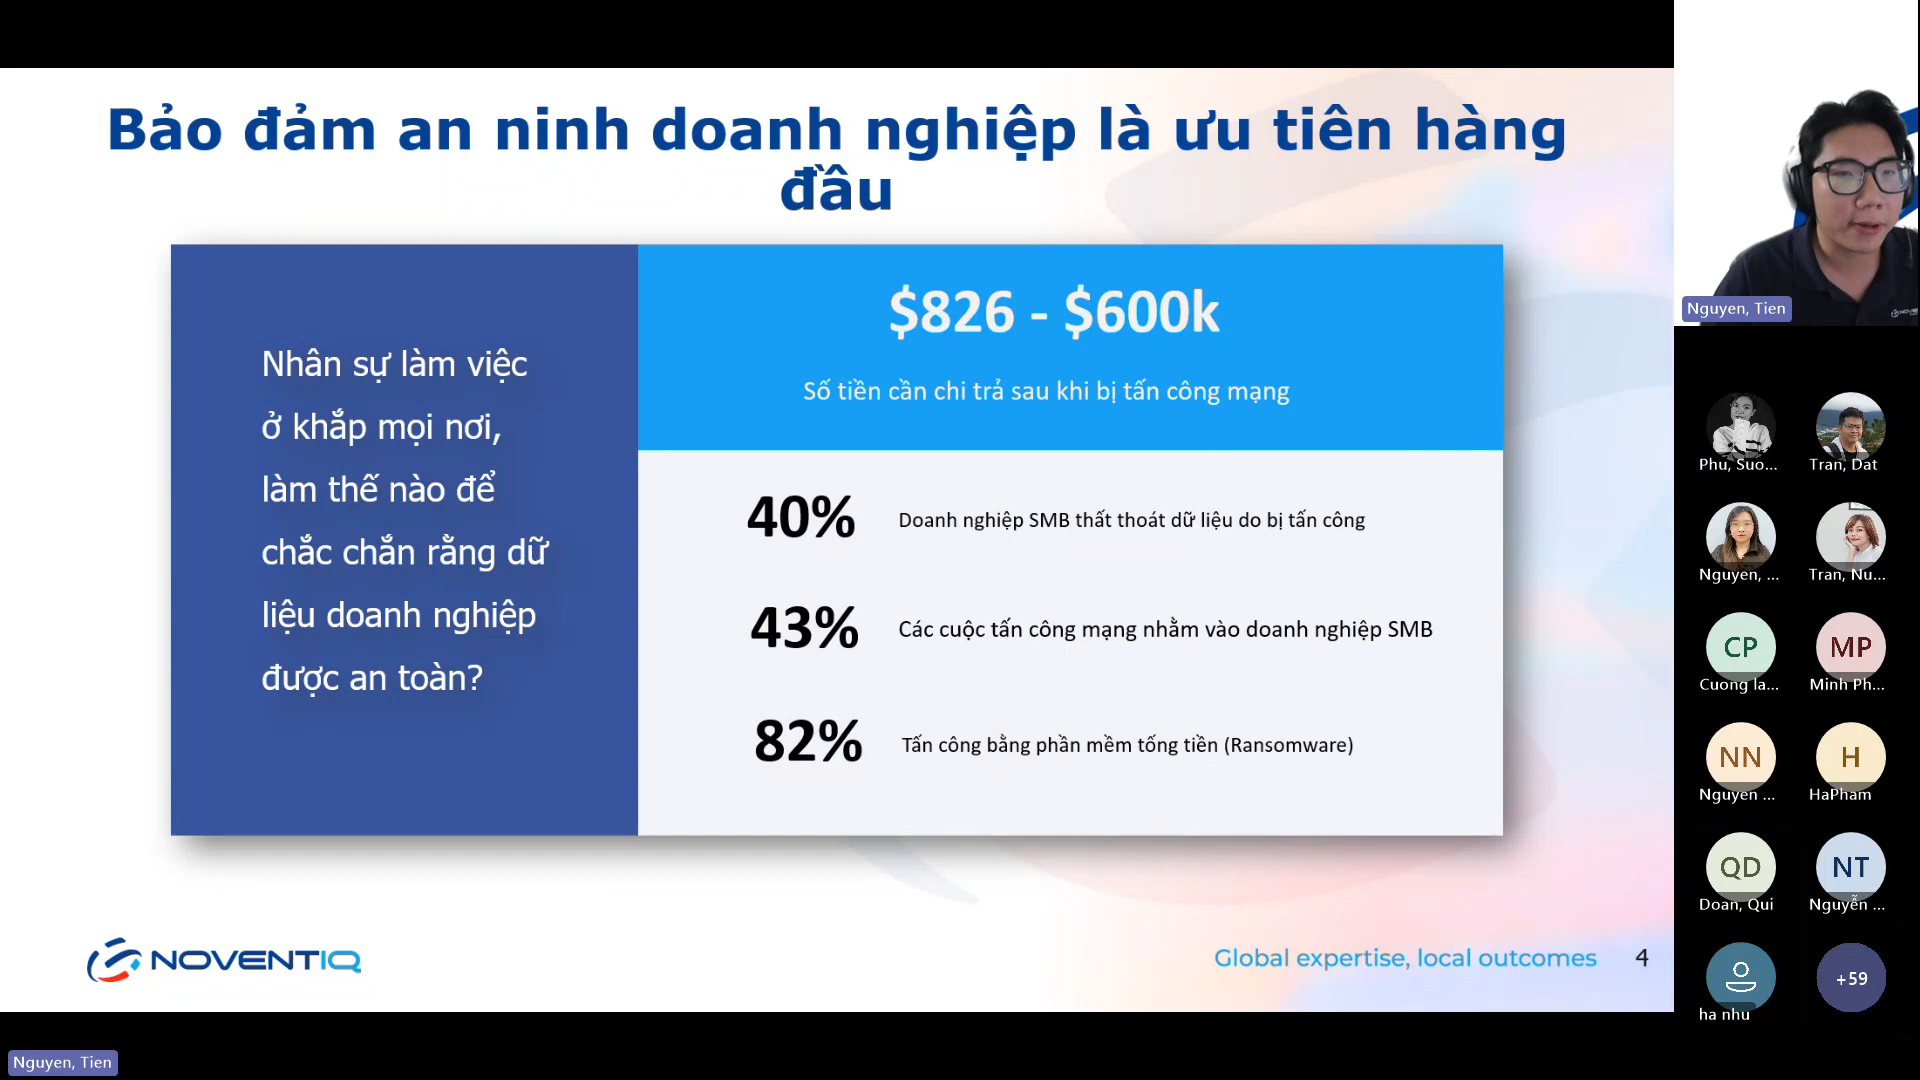 Bảo đảm an ninh doanh nghiệp là ưu tiên hàng
đầu
Nhân sự làm việc
ở khắp mọi nơi,
làm thế nào để
chắc chắn rằng dữ
liệu doanh nghiệp
được an toàn?
$826 - $600k
Số tiền cần chi trả sau khi bị tấn công mạng
40% Doanh nghiệp SMB thất thoát dữ liệu do bị tấn công
43% Các cuộc tấn công mạng nhằm vào doanh nghiệp SMB
82% Tấn công bằng phần mềm tống tiền (Ransomware)
NOVENTIQ
Global expertise, local outcomes 4
Nguyen, Tien
Nguyen, Tien
Phu, Suo...
Tran, Dat
Nguyen, ...
Tran, Nu...
CP
Cuong la...
MP
Minh Ph...
NN
Nguyen ...
H
HaPham
QD
Doan, Qui
NT
Nguyễn ...
ha nhu
+59